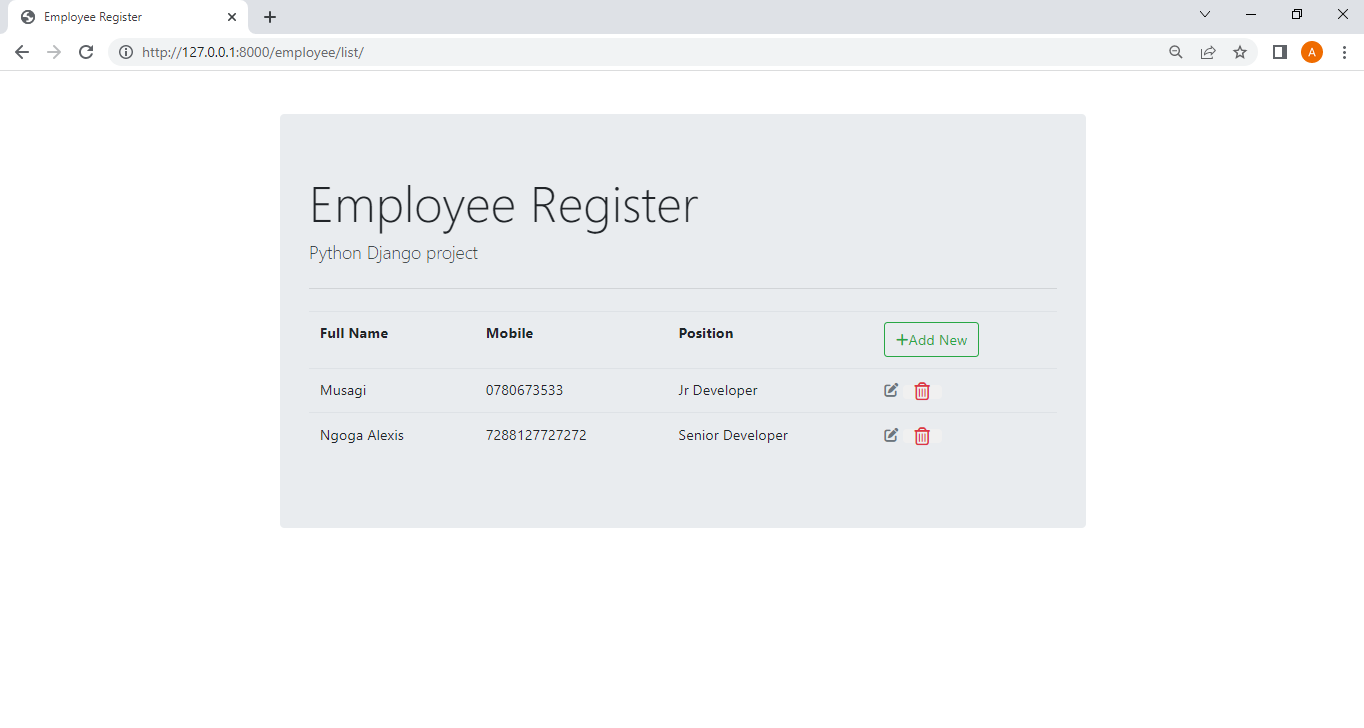 Employee Register
http://127.0.0.1:8000/employee/list/
A
Employee Register
Python Django project
Full Name Mobile Position +Add New
Musagi 0780673533 Jr Developer
Ngoga Alexis 7288127727272 Senior Developer